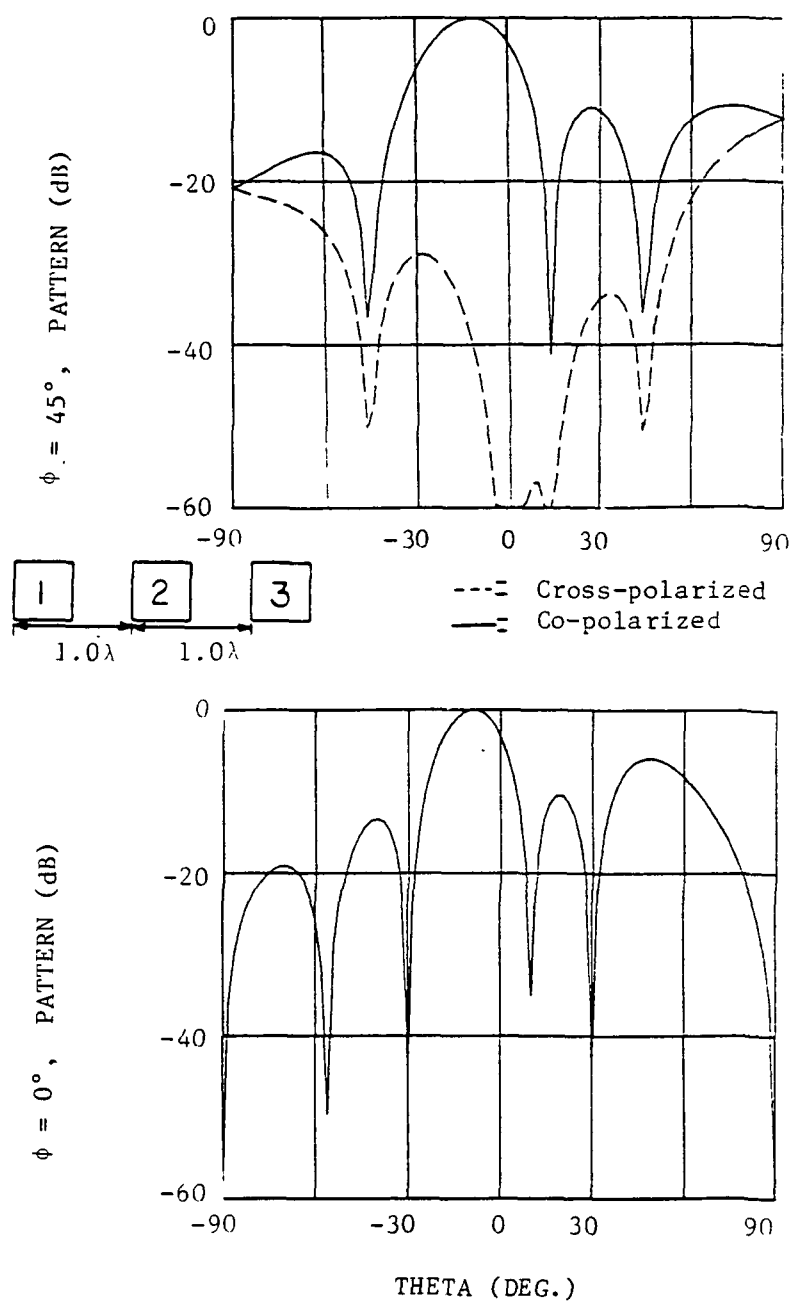 0
-20
-40
-60
φ = 45°, PATTERN (dB)
-90 -30 0 30 90
1 2 3
1.0λ 1.0λ
Cross-polarized
Co-polarized
0
-20
-40
-60
φ = 0°, PATTERN (dB)
-90 -30 0 30 90
THETA (DEG.)